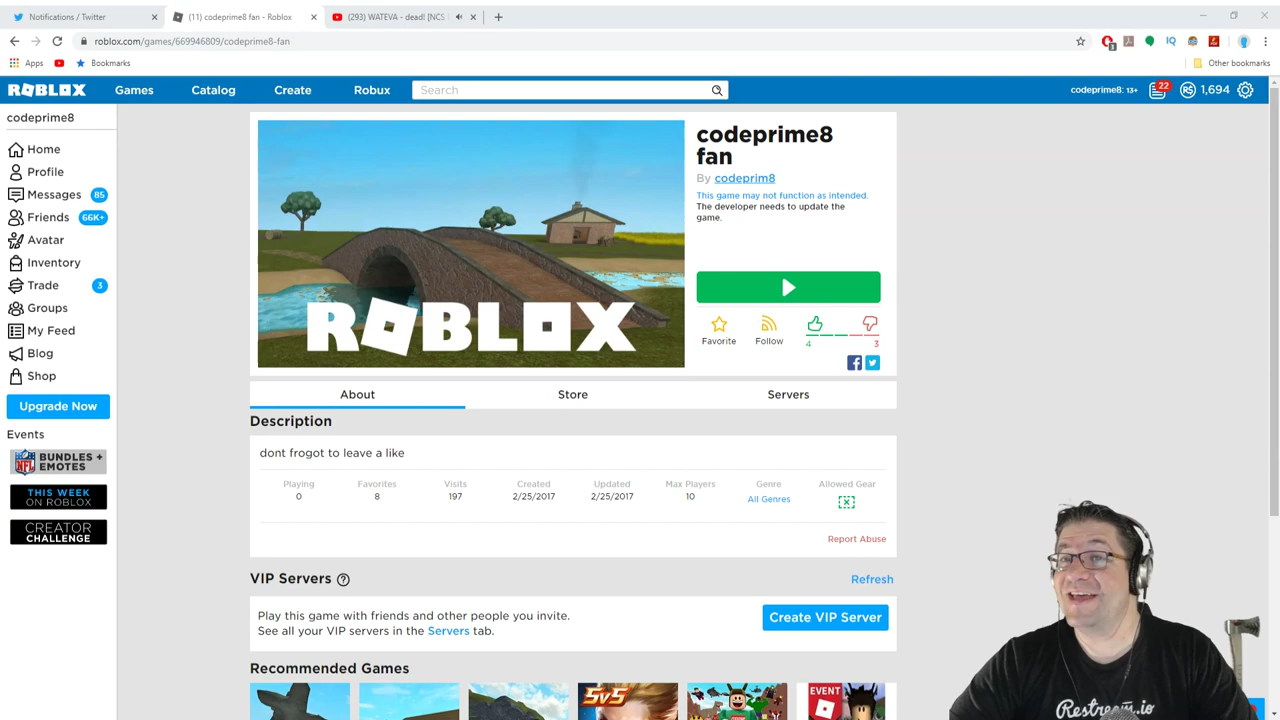 Notifications / Twitter
(11) codeprime8 fan - Roblox
(293) WATEVA - dead! [NCS
roblox.com/games/669946809/codeprime8-fan
Apps
Bookmarks
Other bookmarks
ROBLOX
Games
Catalog
Create
Robux
Search
codeprime8: 13+
22
1,694
codeprime8
Home
Profile
Messages 85
Friends 66K+
Avatar
Inventory
Trade 3
Groups
My Feed
Blog
Shop
Upgrade Now
Events
NFL BUNDLES + EMOTES
THIS WEEK
ON ROBLOX
CREATOR
CHALLENGE
ROBLOX
codeprime8
fan
By codeprim8
This game may not function as intended.
The developer needs to update the
game.
Favorite
Follow
4
3
About
Store
Servers
Description
dont frogot to leave a like
Playing
0
Favorites
8
Visits
197
Created
2/25/2017
Updated
2/25/2017
Max Players
10
Genre
All Genres
Allowed Gear
Report Abuse
VIP Servers
Refresh
Play this game with friends and other people you invite.
See all your VIP servers in the Servers tab.
Create VIP Server
Recommended Games
5V5
EVENT
Restream.io